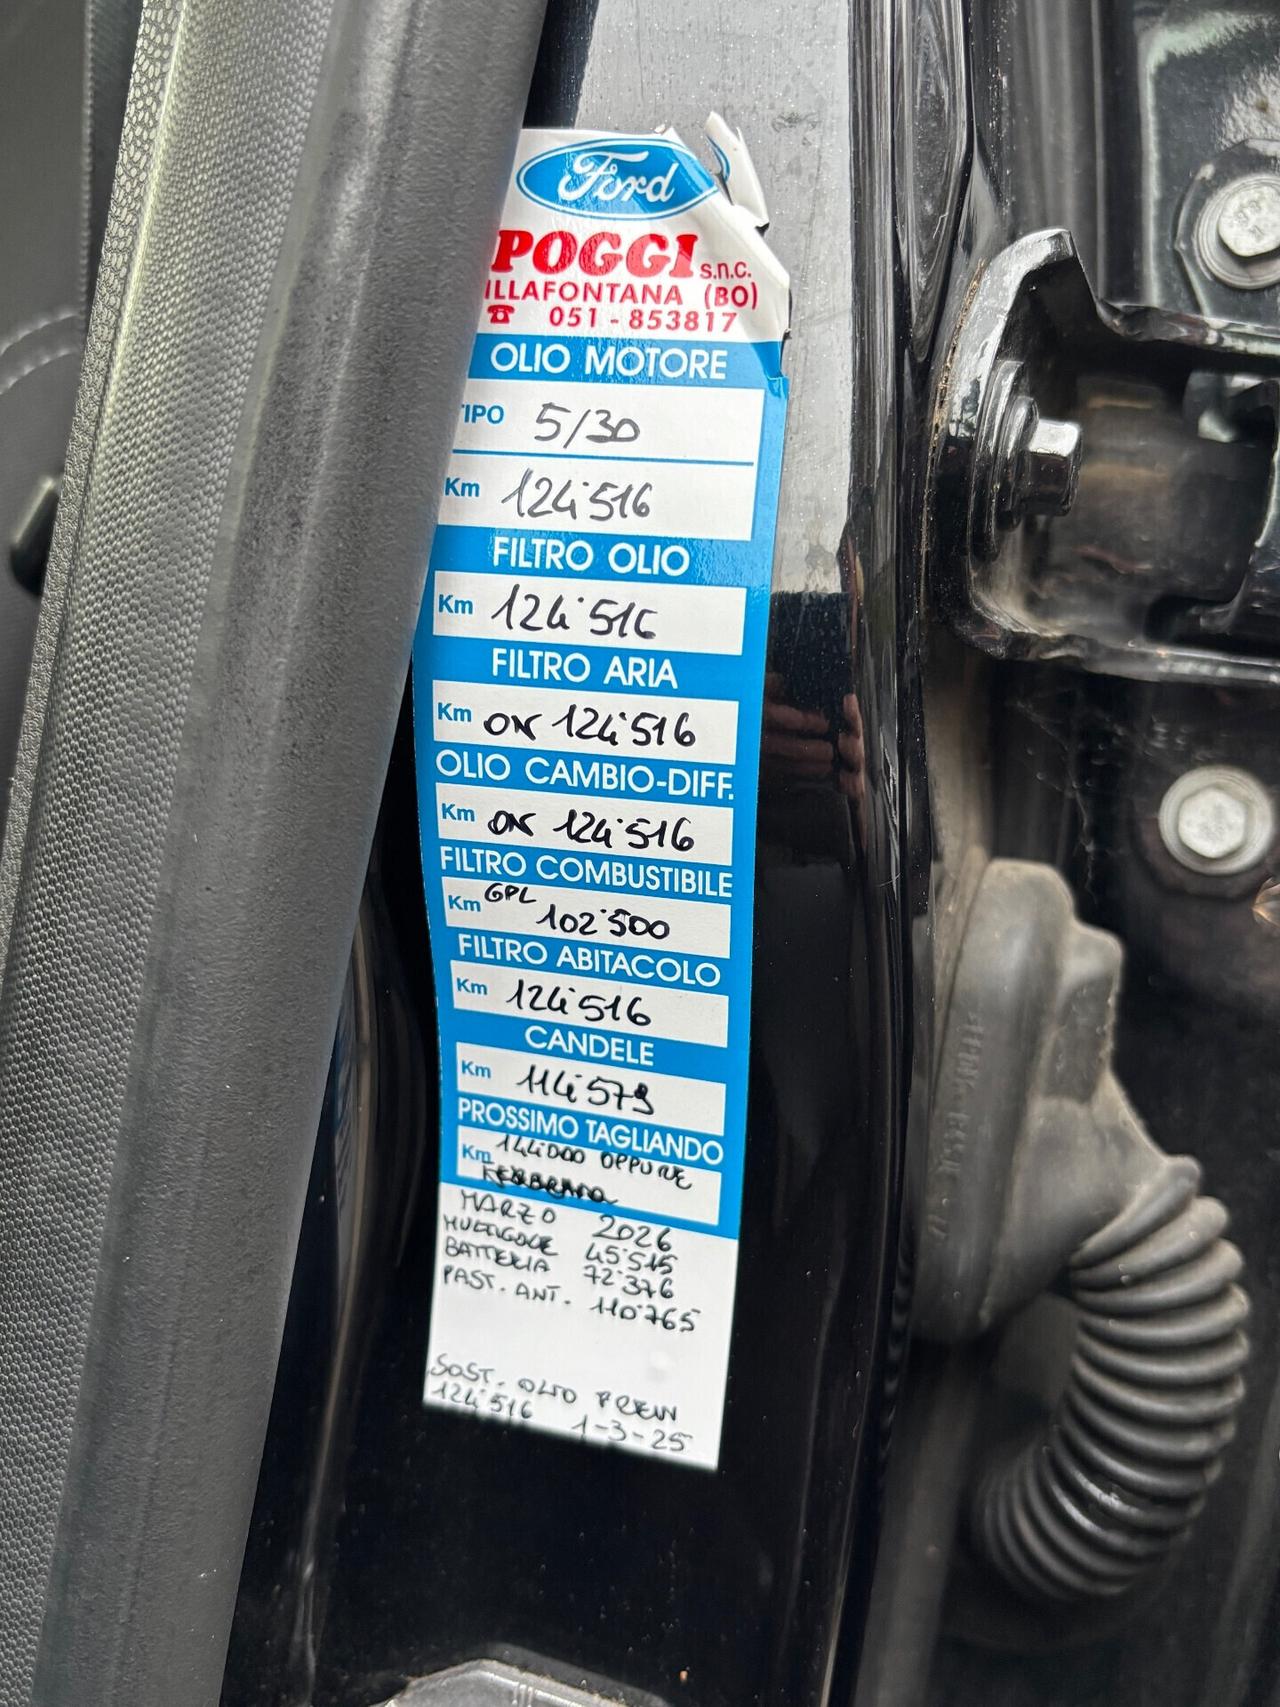 Ford
POGGI s.n.c.
ILLAFONTANA (BO)
☎ 051-853817
OLIO MOTORE
TIPO 5/30
Km 124'516
FILTRO OLIO
Km 124'516
FILTRO ARIA
Km OK 124'516
OLIO CAMBIO-DIFF.
Km OK 124'516
FILTRO COMBUSTIBILE
Km GPL 102'500
FILTRO ABITACOLO
Km 124'516
CANDELE
Km 114'579
PROSSIMO TAGLIANDO
Km 144'000 OPPURE
MARZO 2026
45'515
BATTERIA 72'376
PAST. ANT. 110'765
SOST. OLIO FRENI
124'516 1-3-25